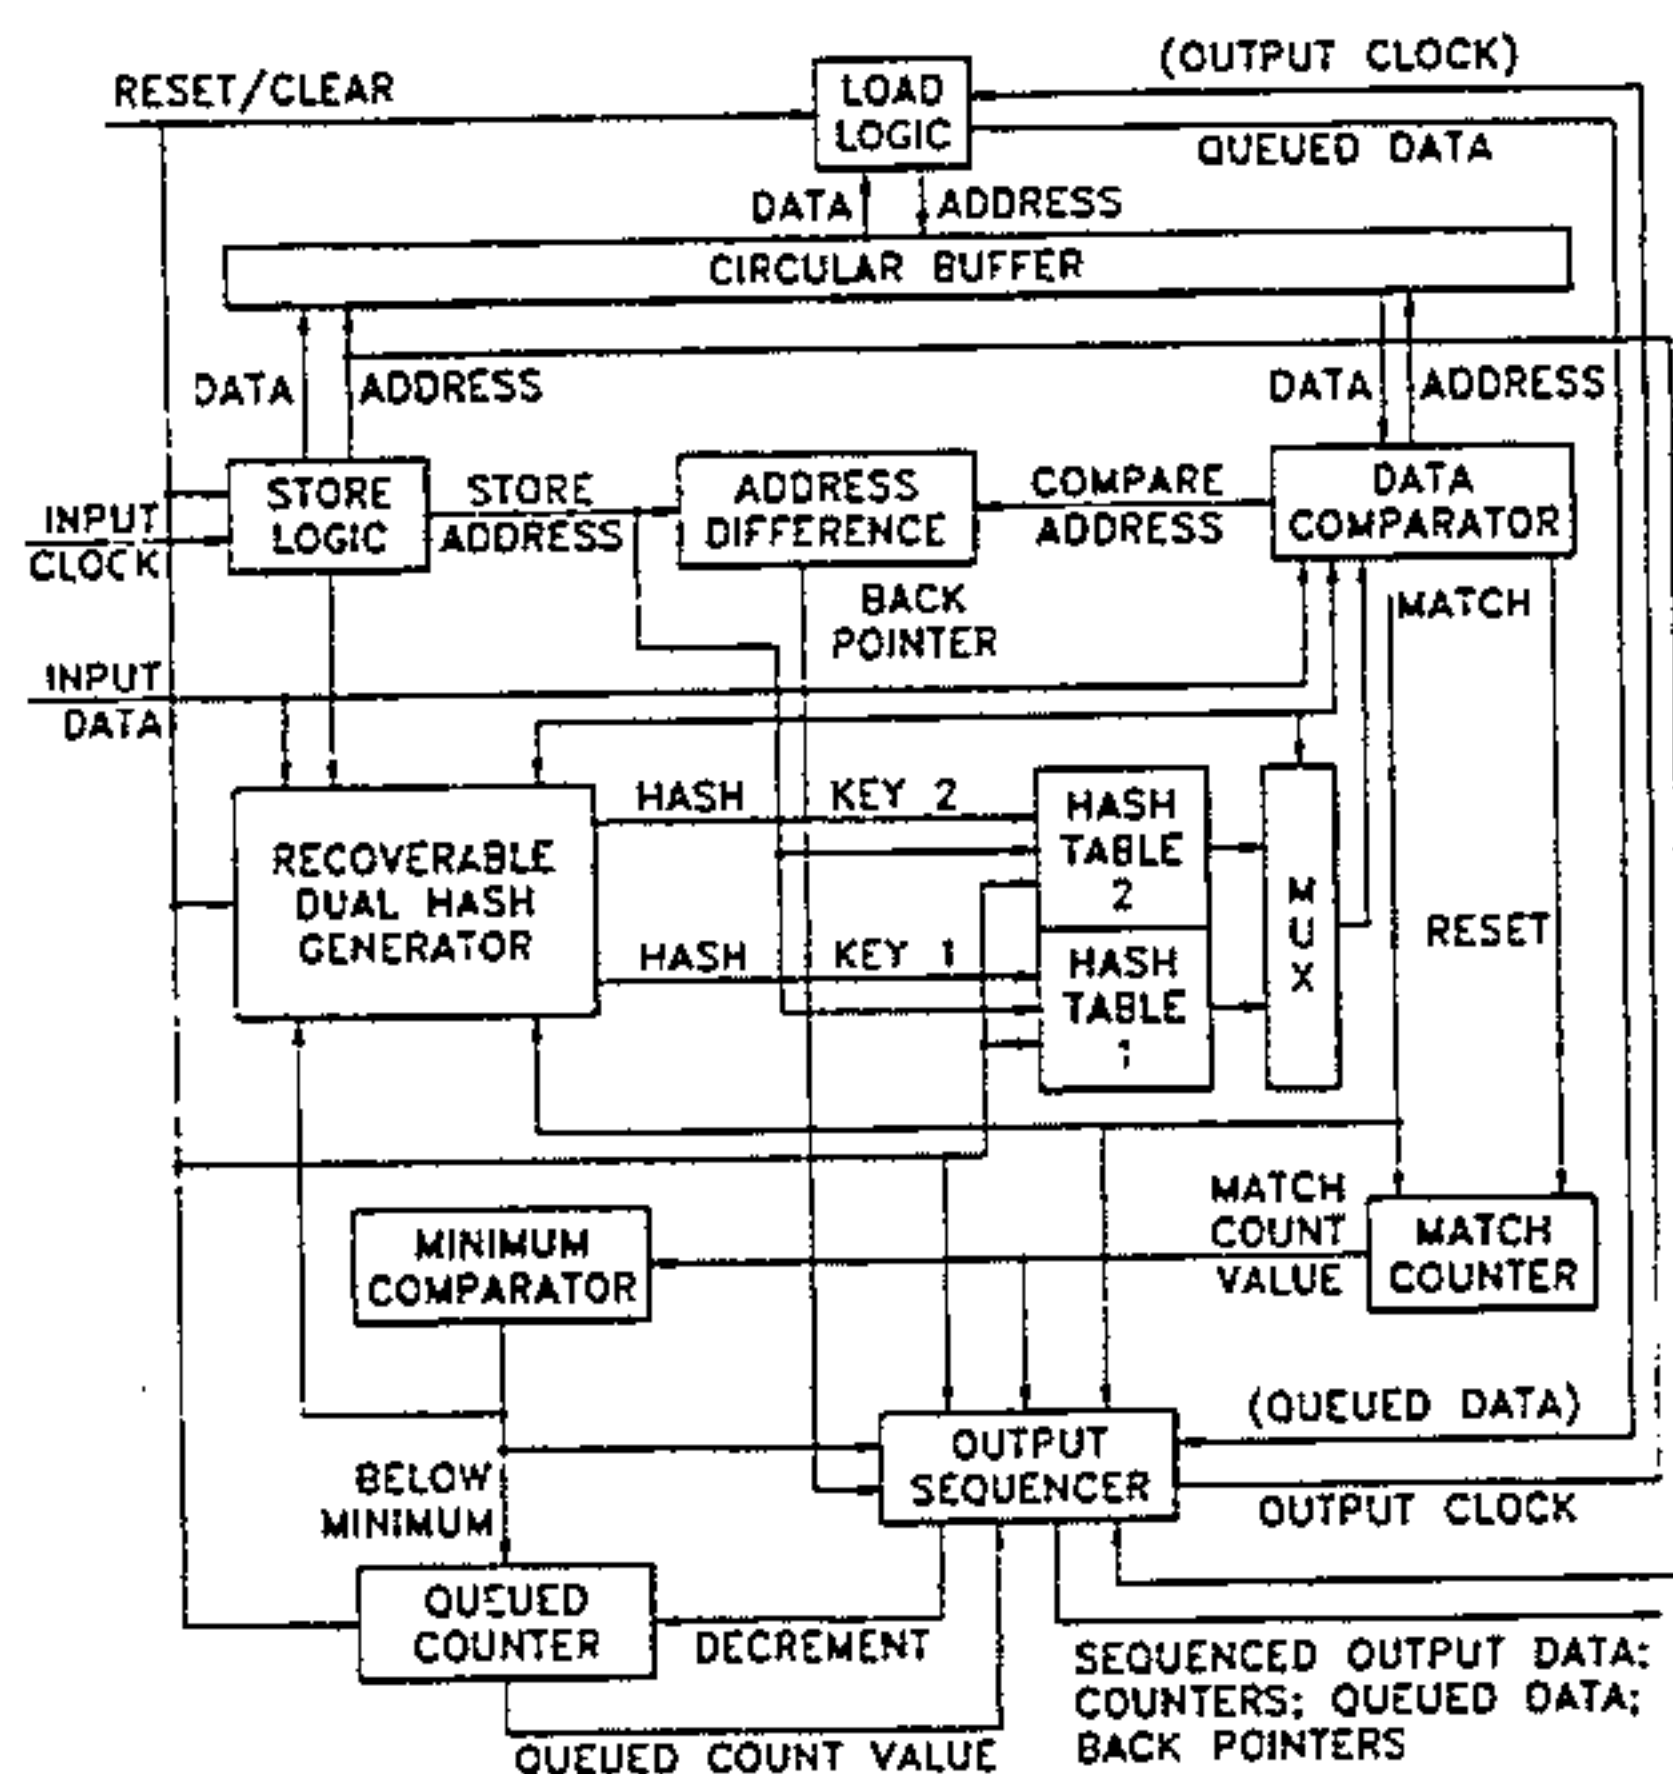 (OUTPUT CLOCK)
RESET/CLEAR
LOAD
LOGIC
QUEUED DATA
DATA
ADDRESS
CIRCULAR BUFFER
DATA
ADDRESS
DATA
ADDRESS
INPUT
CLOCK
STORE
LOGIC
STORE
ADDRESS
ADDRESS
DIFFERENCE
COMPARE
ADDRESS
DATA
COMPARATOR
BACK
POINTER
MATCH
INPUT
DATA
RECOVERABLE
DUAL HASH
GENERATOR
HASH KEY 2
HASH KEY 1
HASH
TABLE
2
HASH
TABLE
1
MUX
RESET
MINIMUM
COMPARATOR
MATCH
COUNT
VALUE
MATCH
COUNTER
BELOW
MINIMUM
OUTPUT
SEQUENCER
(QUEUED DATA)
OUTPUT CLOCK
QUEUED
COUNTER
DECREMENT
QUEUED COUNT VALUE
SEQUENCED OUTPUT DATA;
COUNTERS; QUEUED DATA;
BACK POINTERS